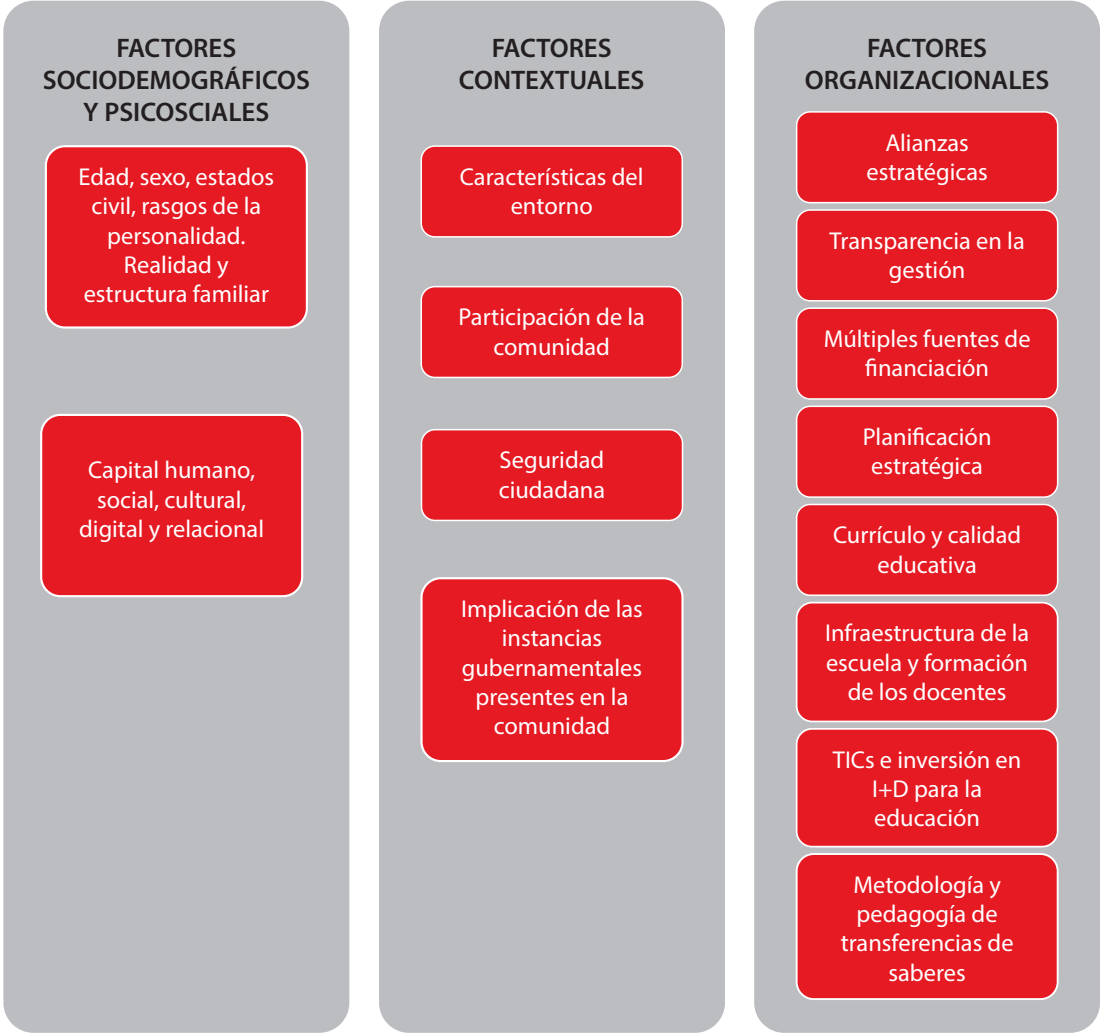 FACTORES
SOCIODEMOGRÁFICOS
Y PSICOSCIALES
Edad, sexo, estados
civil, rasgos de la
personalidad.
Realidad y
estructura familiar
Capital humano,
social, cultural,
digital y relacional
FACTORES
CONTEXTUALES
Características del
entorno
Participación de la
comunidad
Seguridad
ciudadana
Implicación de las
instancias
gubernamentales
presentes en la
comunidad
FACTORES
ORGANIZACIONALES
Alianzas
estratégicas
Transparencia en la
gestión
Múltiples fuentes de
financiación
Planificación
estratégica
Currículo y calidad
educativa
Infraestructura de la
escuela y formación
de los docentes
TICs e inversión en
I+D para la
educación
Metodología y
pedagogía de
transferencias de
saberes